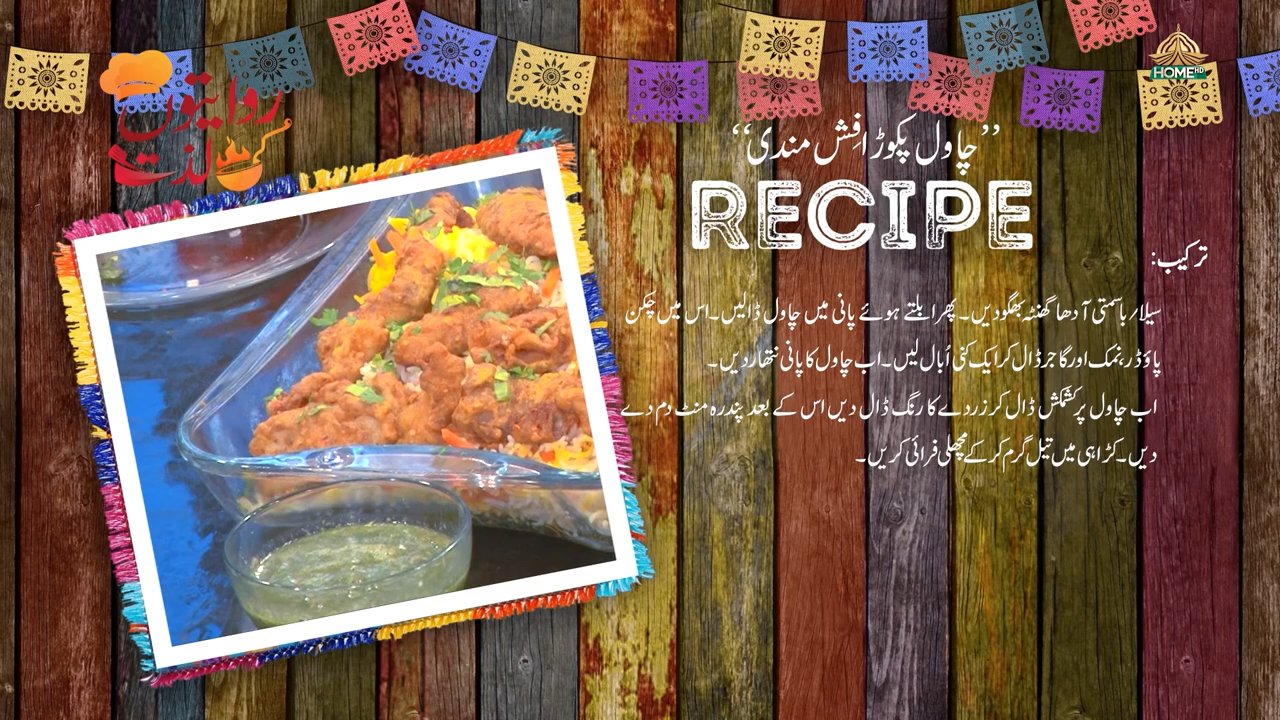 روایتوں
کی لذت
HOME HD
”چاول پکوڑا فِش مندی“
RECIPE
ترکیب:
سیلا/باسمتی آدھا گھنٹہ بھگودیں۔ پھر ابلتے ہوئے پانی میں چاول ڈالیں۔ اس میں چکن
پاؤڈر، نمک اور گاجر ڈال کر ایک کنی اُبال لیں۔ اب چاول کا پانی نتھار دیں۔
اب چاول پر کشمکش ڈال کر زردے کا رنگ ڈال دیں اس کے بعد پندرہ منٹ دم دے
دیں۔ کڑاہی میں تیل گرم کر کے مچھلی فرائی کریں۔